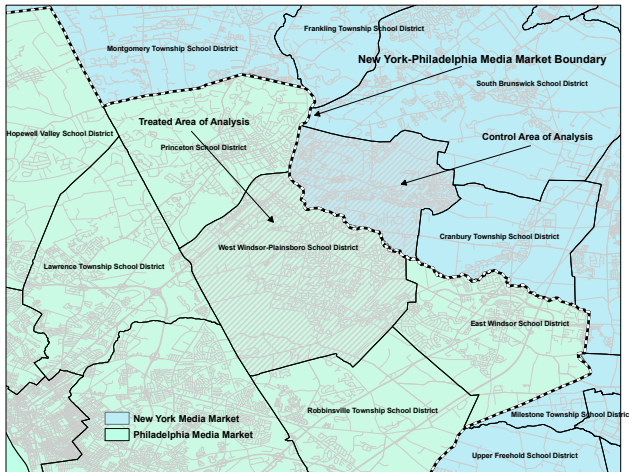 Frankling Township School District
Montgomery Township School District
New York-Philadelphia Media Market Boundary
South Brunswick School District
Treated Area of Analysis
Hopewell Valley School District
Control Area of Analysis
Princeton School District
Cranbury Township School District
West Windsor-Plainsboro School District
Lawrence Township School District
East Windsor School District
Robbinsville Township School District
Milestone Township School District
New York Media Market
Philadelphia Media Market
Upper Freehold School District